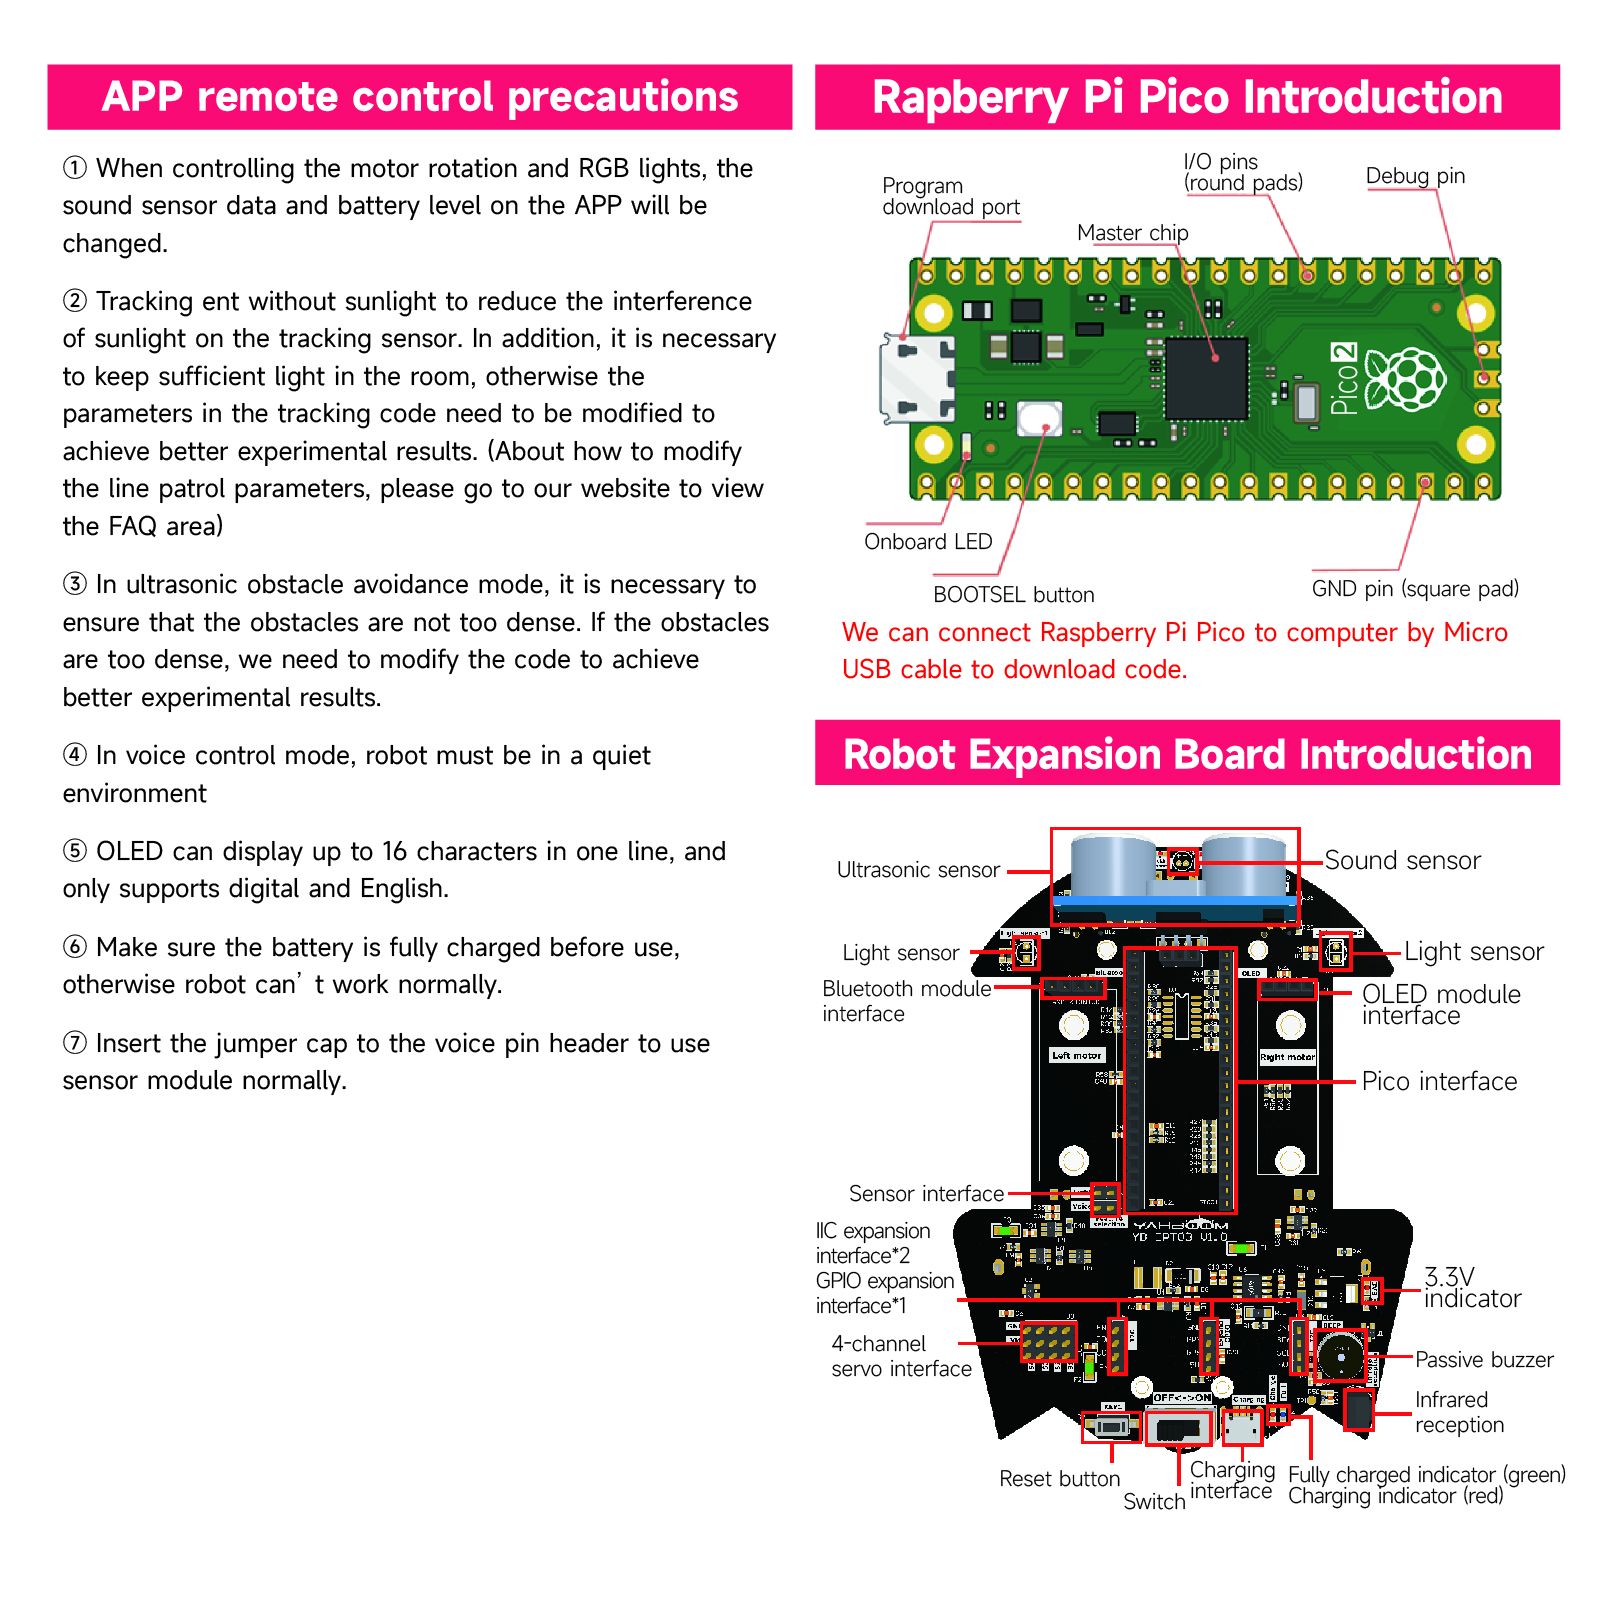 APP remote control precautions
① When controlling the motor rotation and RGB lights, the
sound sensor data and battery level on the APP will be
changed.
② Tracking ent without sunlight to reduce the interference
of sunlight on the tracking sensor. In addition, it is necessary
to keep sufficient light in the room, otherwise the
parameters in the tracking code need to be modified to
achieve better experimental results. (About how to modify
the line patrol parameters, please go to our website to view
the FAQ area)
③ In ultrasonic obstacle avoidance mode, it is necessary to
ensure that the obstacles are not too dense. If the obstacles
are too dense, we need to modify the code to achieve
better experimental results.
④ In voice control mode, robot must be in a quiet
environment
⑤ OLED can display up to 16 characters in one line, and
only supports digital and English.
⑥ Make sure the battery is fully charged before use,
otherwise robot can’ t work normally.
⑦ Insert the jumper cap to the voice pin header to use
sensor module normally.
Rapberry Pi Pico Introduction
Program
download port
I/O pins
(round pads)
Debug pin
Master chip
Pico 2
Onboard LED
BOOTSEL button
GND pin (square pad)
We can connect Raspberry Pi Pico to computer by Micro
USB cable to download code.
Robot Expansion Board Introduction
Ultrasonic sensor
Sound sensor
Light sensor
Light sensor
Bluetooth module
interface
OLED
OLED module
interface
Left motor
Right motor
Pico interface
Sensor interface
YAHBOOM
IIC expansion
interface*2
GPIO expansion
interface*1
3.3V
indicator
4-channel
servo interface
Passive buzzer
OFF<->ON
Charging
Infrared
reception
Reset button
Switch
Charging
interface
Fully charged indicator (green)
Charging indicator (red)